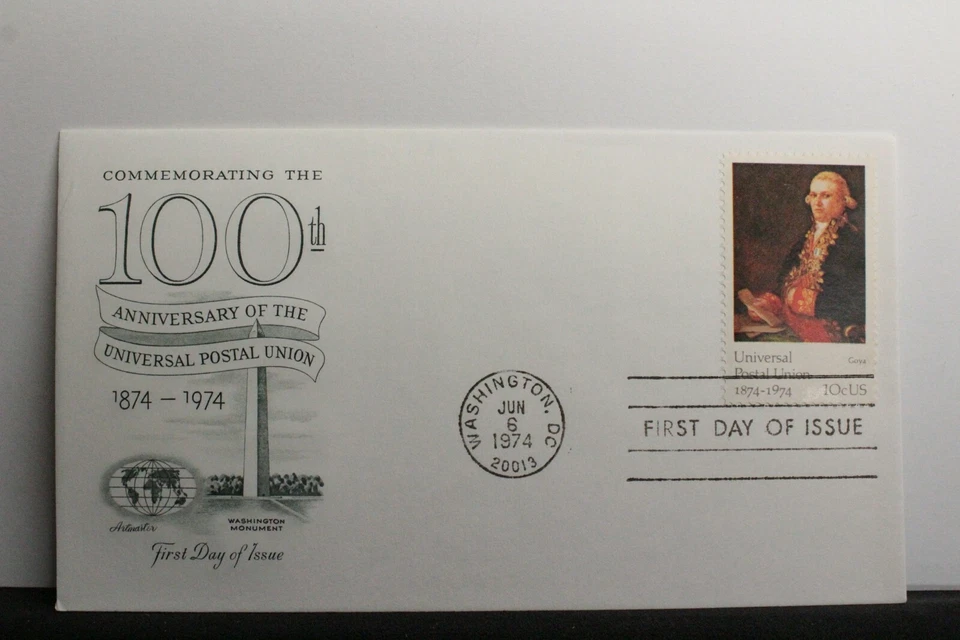 COMMEMORATING THE
100th
ANNIVERSARY OF THE
UNIVERSAL POSTAL UNION
1874 – 1974
Artmaster
WASHINGTON
MONUMENT
First Day of Issue
WASHINGTON, DC
JUN
6
1974
20013
Universal
Goya
Postal Union
1874-1974 10cUS
FIRST DAY OF ISSUE